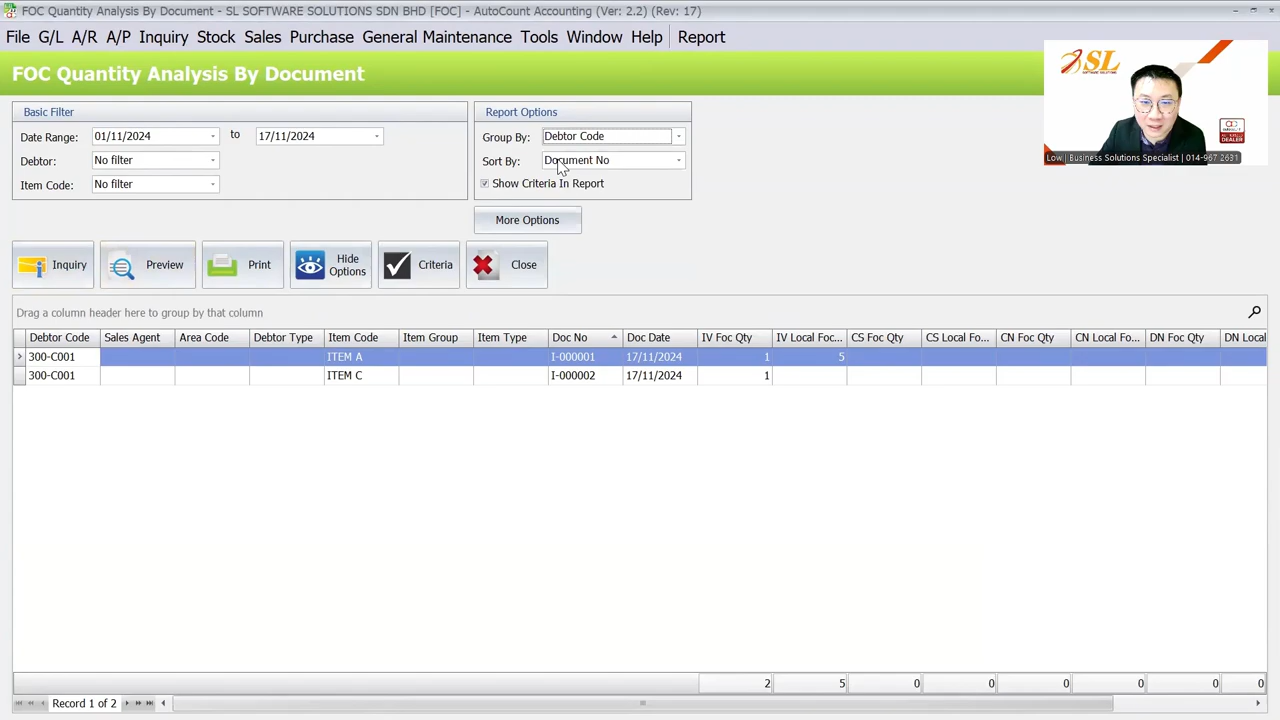 FOC Quantity Analysis By Document - SL SOFTWARE SOLUTIONS SDN BHD [FOC] - AutoCount Accounting (Ver: 2.2) (Rev: 17)
File G/L A/R A/P Inquiry Stock Sales Purchase General Maintenance Tools Window Help Report
FOC Quantity Analysis By Document
SL
SOFTWARE SOLUTIONS
DEALER
Low | Business Solutions Specialist | 014-967 2631
Basic Filter
Date Range: 01/11/2024 to 17/11/2024
Debtor: No filter
Item Code: No filter
Report Options
Group By: Debtor Code
Sort By: Document No
Show Criteria In Report
More Options
Inquiry Preview Print Hide Options Criteria Close
Drag a column header here to group by that column
Debtor Code Sales Agent Area Code Debtor Type Item Code Item Group Item Type Doc No Doc Date IV Foc Qty IV Local Foc... CS Foc Qty CS Local Fo... CN Foc Qty CN Local Fo... DN Foc Qty DN Local
300-C001 ITEM A I-000001 17/11/2024 1 5
300-C001 ITEM C I-000002 17/11/2024 1
2 5 0 0 0 0 0 0
Record 1 of 2